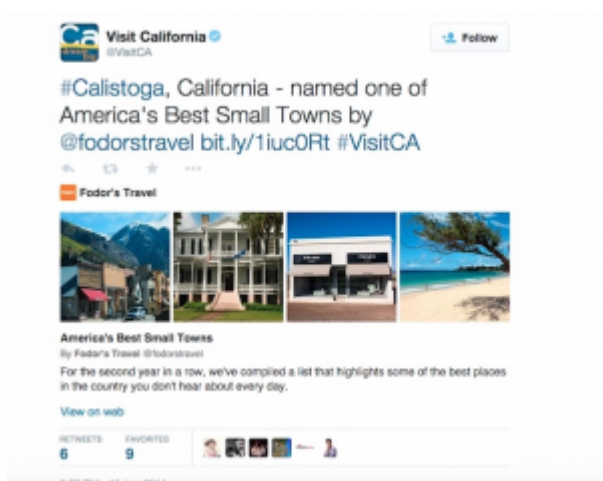 Visit California
@VisitCA
Follow
#Calistoga, California - named one of
America's Best Small Towns by
@fodorstravel bit.ly/1iuc0Rt #VisitCA
Fodor's Travel
America's Best Small Towns
By Fodor's Travel @fodorstravel
For the second year in a row, we've compiled a list that highlights some of the best places
in the country you don't hear about every day.
View on web
RETWEETS FAVORITES
6 9